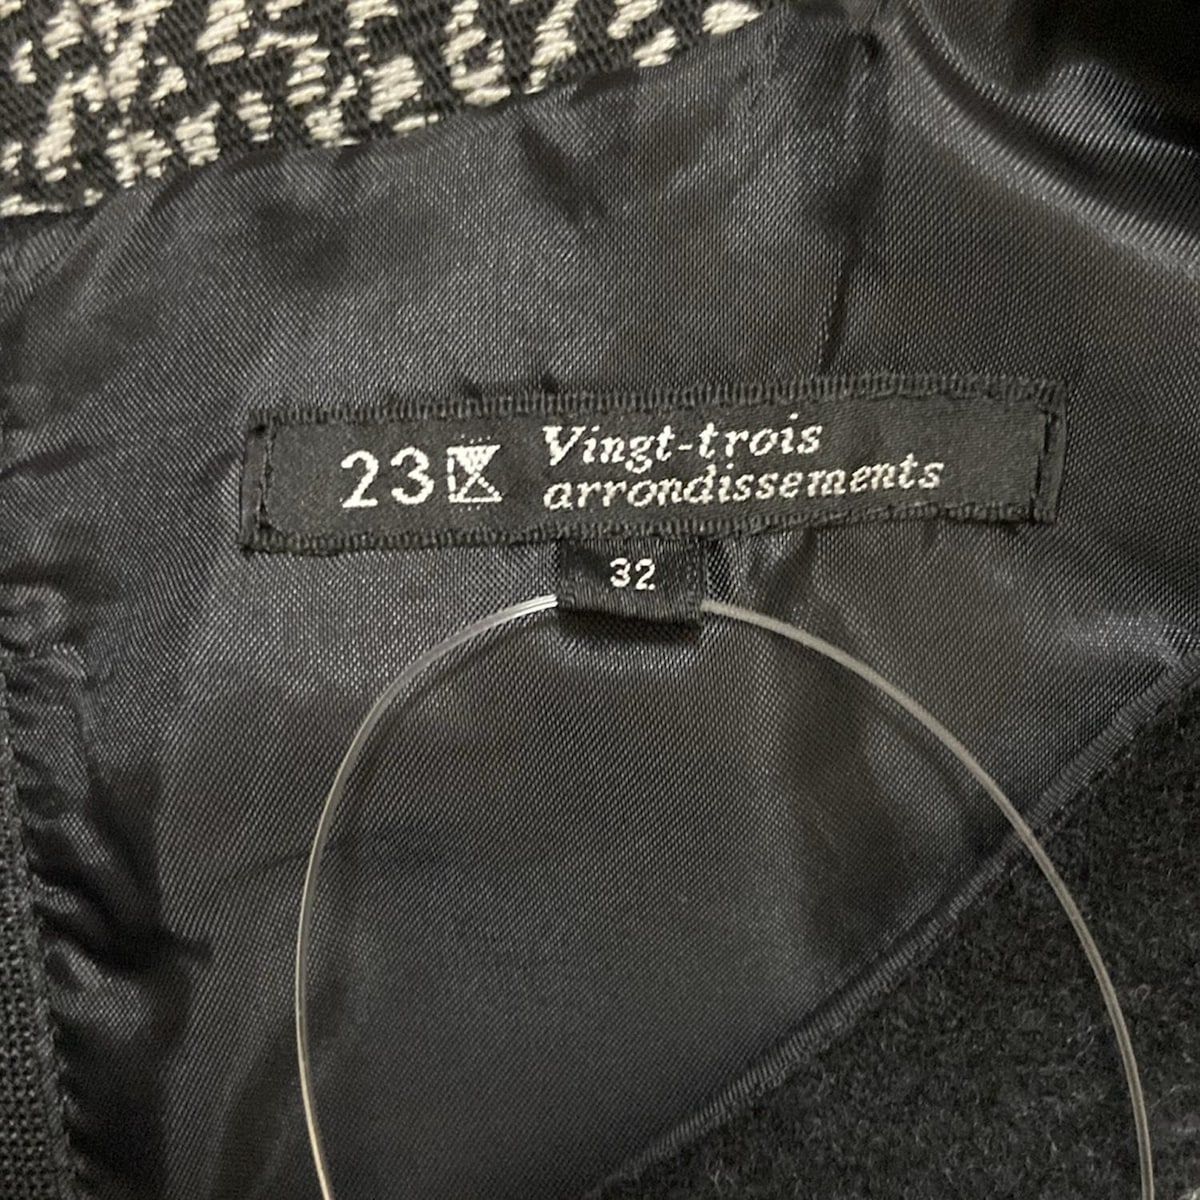 23区
Vingt-trois
arrondissements
32